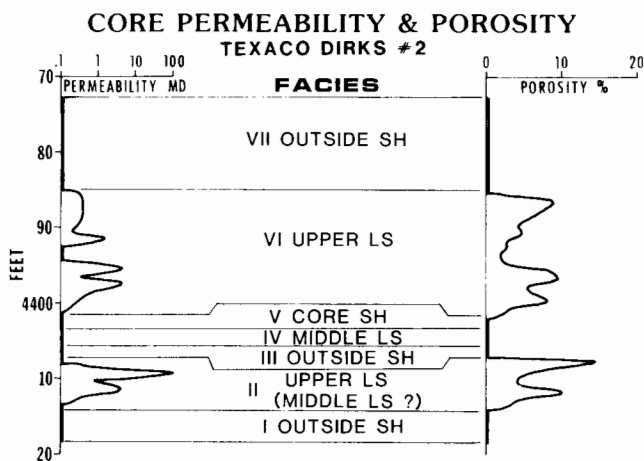 CORE PERMEABILITY & POROSITY
TEXACO DIRKS #2
.1 1 10 100
PERMEABILITY MD
FACIES
0 10 20
POROSITY %
FEET
70
80
90
4400
10
20
VII OUTSIDE SH
VI UPPER LS
V CORE SH
IV MIDDLE LS
III OUTSIDE SH
II UPPER LS
(MIDDLE LS ?)
I OUTSIDE SH